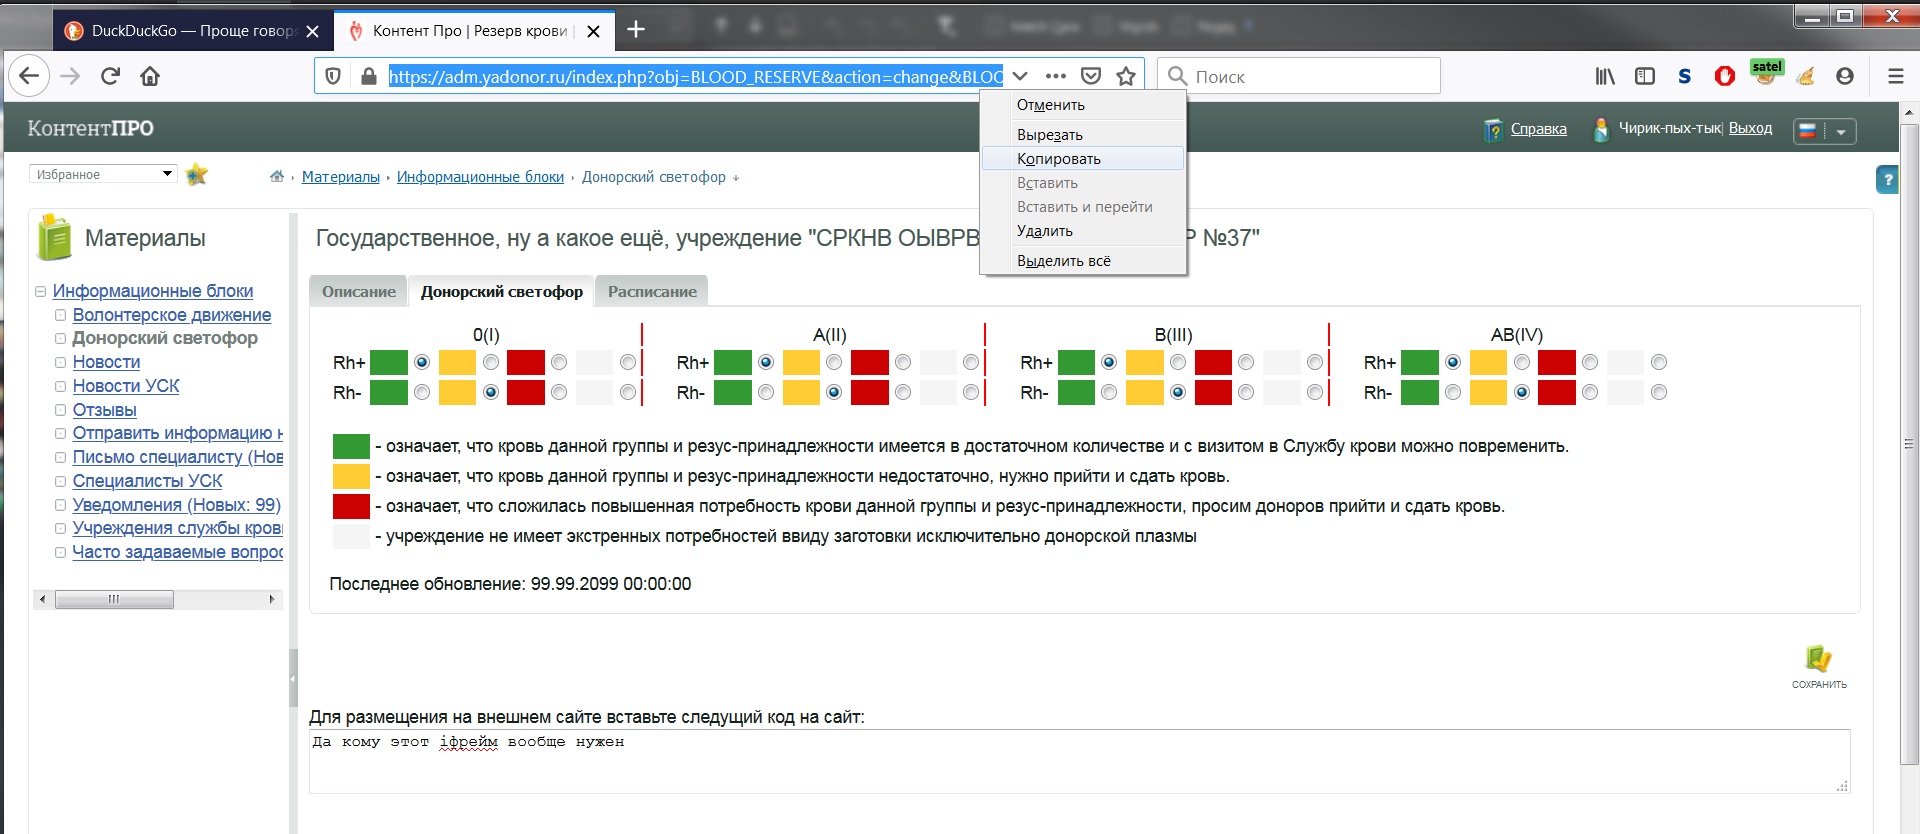 DuckDuckGo — Проще говоря
Контент Про | Резерв крови |
https://adm.yadonor.ru/index.php?obj=BLOOD_RESERVE&action=change&BLOO
Поиск
S
satel
Отменить
Вырезать
Копировать
Вставить
Вставить и перейти
Удалить
Выделить всё
КонтентПРО
Справка
Чирик-пых-тык| Выход
Избранное
Материалы
Информационные блоки
Донорский светофор
?
Материалы
Информационные блоки
Волонтерское движение
Донорский светофор
Новости
Новости УСК
Отзывы
Отправить информацию н
Письмо специалисту (Нов
Специалисты УСК
Уведомления (Новых: 99)
Учреждения службы крови
Часто задаваемые вопрос
Государственное, ну а какое ещё, учреждение "СРКНВ ОЫВРВ Р №37"
Описание Донорский светофор Расписание
0(I) A(II) B(III) AB(IV)
Rh+ Rh+ Rh+ Rh+
Rh- Rh- Rh- Rh-
- означает, что кровь данной группы и резус-принадлежности имеется в достаточном количестве и с визитом в Службу крови можно повременить.
- означает, что кровь данной группы и резус-принадлежности недостаточно, нужно прийти и сдать кровь.
- означает, что сложилась повышенная потребность крови данной группы и резус-принадлежности, просим доноров прийти и сдать кровь.
- учреждение не имеет экстренных потребностей ввиду заготовки исключительно донорской плазмы
Последнее обновление: 99.99.2099 00:00:00
СОХРАНИТЬ
Для размещения на внешнем сайте вставьте следущий код на сайт:
Да кому этот iфрейм вообще нужен